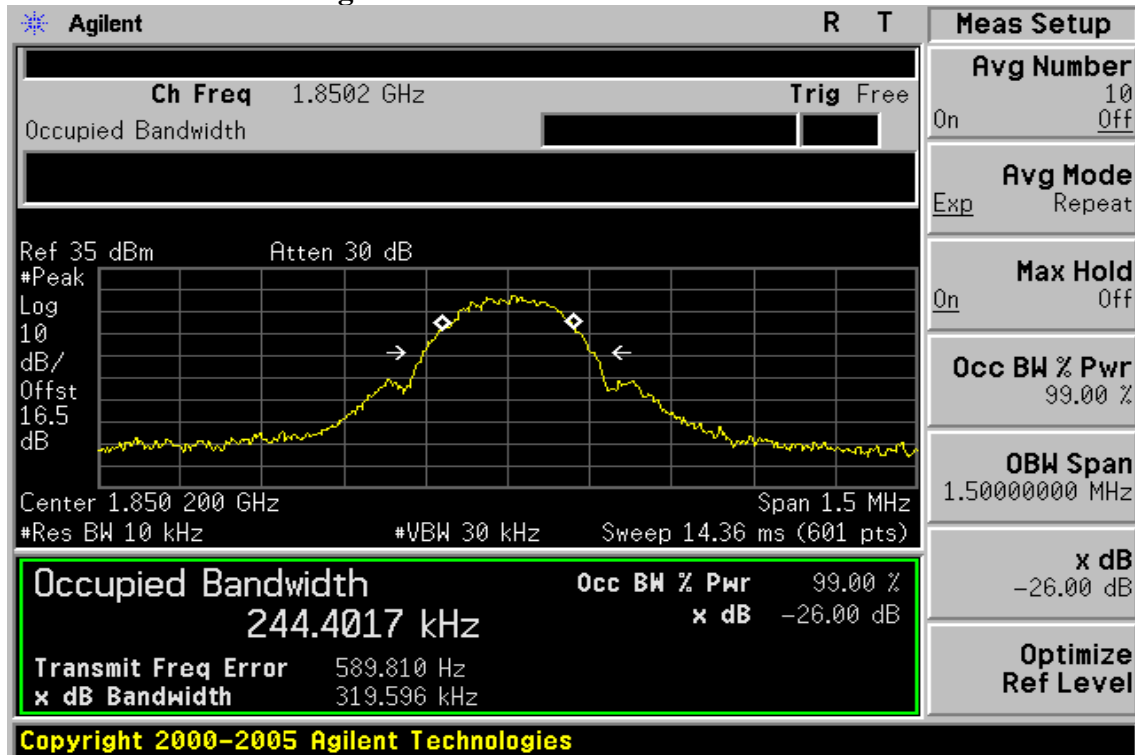 Agilent R T
Ch Freq 1.8502 GHz Trig Free
Occupied Bandwidth
Ref 35 dBm Atten 30 dB
#Peak
Log
10
dB/
Offst
16.5
dB
Center 1.850 200 GHz Span 1.5 MHz
#Res BW 10 kHz #VBW 30 kHz Sweep 14.36 ms (601 pts)
Occupied Bandwidth Occ BW % Pwr 99.00 %
244.4017 kHz x dB -26.00 dB
Transmit Freq Error 589.810 Hz
x dB Bandwidth 319.596 kHz
Copyright 2000-2005 Agilent Technologies
Meas Setup
Avg Number
10
On Off
Avg Mode
Exp Repeat
Max Hold
On Off
Occ BW % Pwr
99.00 %
OBW Span
1.50000000 MHz
x dB
-26.00 dB
Optimize
Ref Level